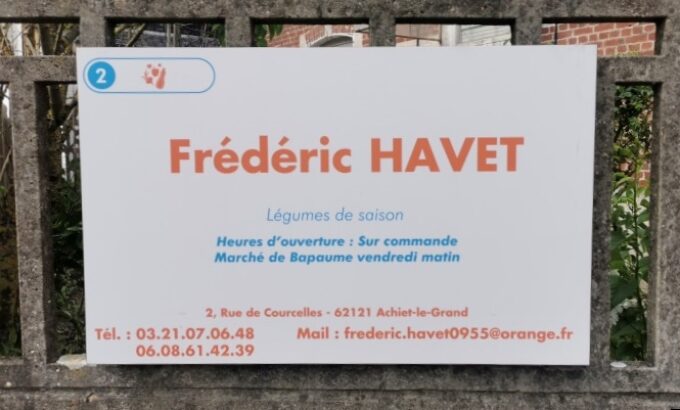 2
Frédéric HAVET
Légumes de saison
Heures d'ouverture : Sur commande
Marché de Bapaume vendredi matin
2, Rue de Courcelles - 62121 Achiet-le-Grand
Tél. : 03.21.07.06.48 Mail : frederic.havet0955@orange.fr
06.08.61.42.39